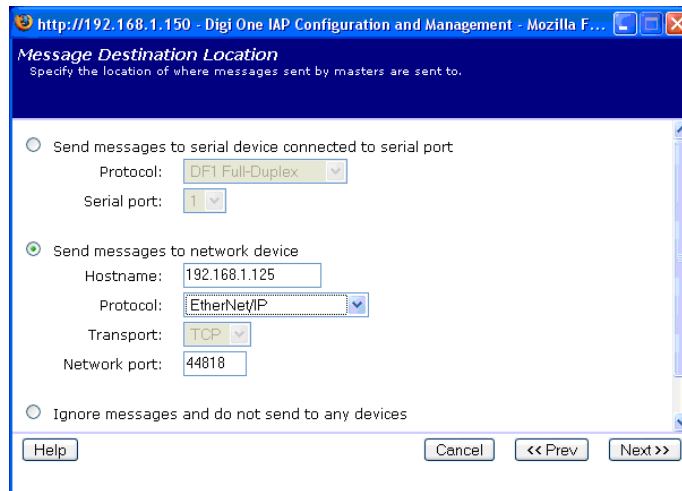 http://192.168.1.150 - Digi One IAP Configuration and Management - Mozilla F...
Message Destination Location
Specify the location of where messages sent by masters are sent to.
Send messages to serial device connected to serial port
Protocol: DF1 Full-Duplex
Serial port: 1
Send messages to network device
Hostname: 192.168.1.125
Protocol: EtherNet/IP
Transport: TCP
Network port: 44818
Ignore messages and do not send to any devices
Help Cancel << Prev Next >>